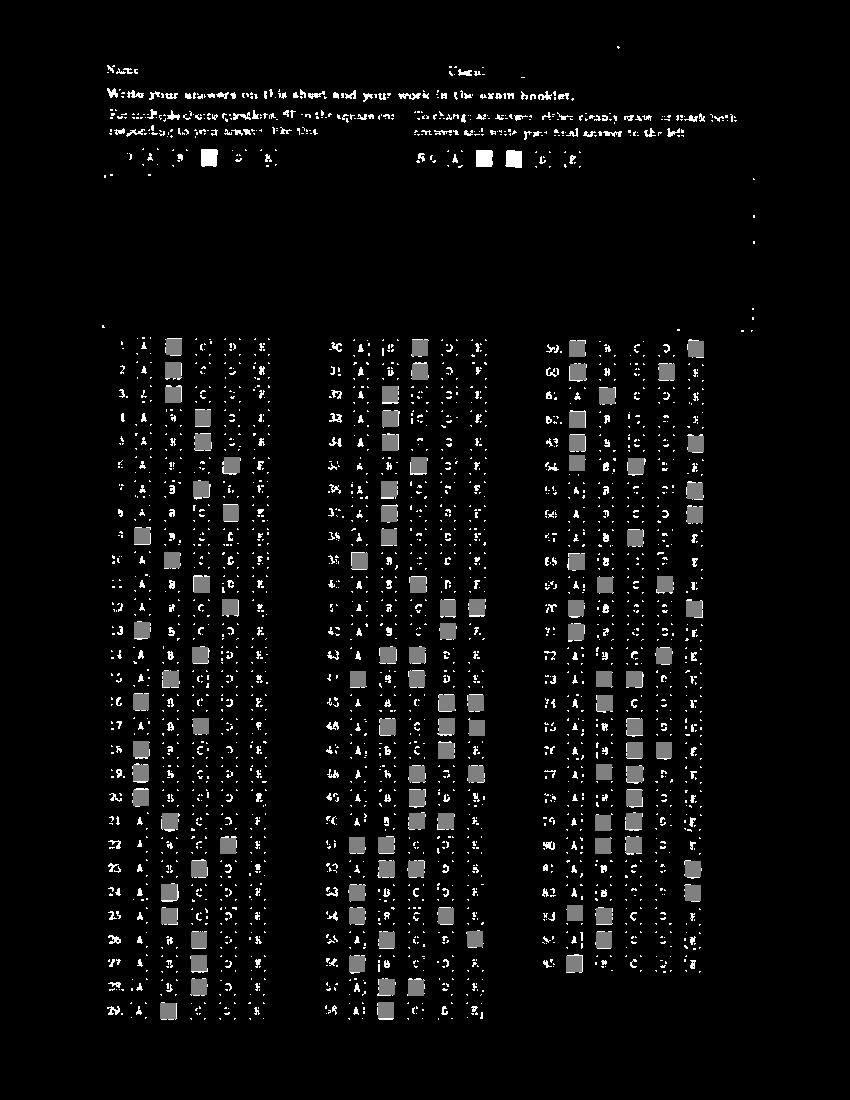 Name
Write your answers on this sheet and your work in the exam booklet.
For multiple choice questions, fill in the square cor-
responding to your answer, like this
A B D E
To change an answer, either cleanly erase, or mark both
answers and write your final answer to the left
A D E
1. A C D E
2. A C D E
3. A C D E
4. A B D E
5. A B D E
6. A B C E
7. A B D E
8. A B C E
9. B C D E
10. A C D E
11. A B D E
12. A B C E
13. B C D E
14. A B D E
15. A C D E
16. B C D E
17. A B D E
18. B C D E
19. B C D E
20. B C D E
21. A C D E
22. A B C E
23. A B D E
24. A C D E
25. A C D E
26. A B D E
27. A B D E
28. A B D E
29. A C D E
30. A B D E
31. A B D E
32. A C D E
33. A C D E
34. A C D E
35. A B D E
36. A C D E
37. A C D E
38. A C D E
39. B C D E
40. A B D E
41. A B C
42. A B C E
43. A D E
44. B D E
45. A B C
46. A C
47. A B C E
48. A B D
49. A B D E
50. A B E
51. C D E
52. A D E
53. B C D E
54. B C E
55. A C D
56. B C D E
57. A D E
58. A C D E
59. B C D
60. B C E
61. A C D E
62. B C D E
63. B C D
64. B D E
65. A B C D
66. A B C D
67. A B D E
68. B C D E
69. A C E
70. B C D
71. B C D E
72. A B C E
73. A D E
74. A C D E
75. A B D E
76. A B E
77. A D E
78. A B D E
79. A D E
80. A D E
81. A B C D
82. A B C D
83. C D E
84. A C D E
85. B C D E